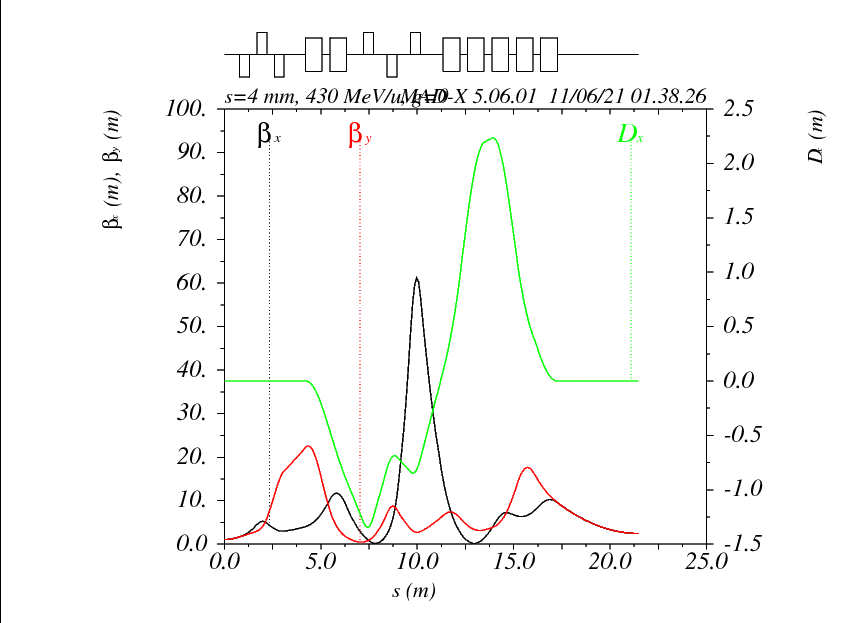 s=4 mm, 430 MeV/u, g=0 MAD-X 5.06.01 11/06/21 01.38.26
100. 2.5
βx βy Dx
90. 2.0
80.
70. 1.5
60. 1.0
50. 0.5
40. 0.0
30. -0.5
20. -1.0
10.
0.0 -1.5
0.0 5.0 10.0 15.0 20.0 25.0
s (m)
βx (m), βy (m)
Dx (m)